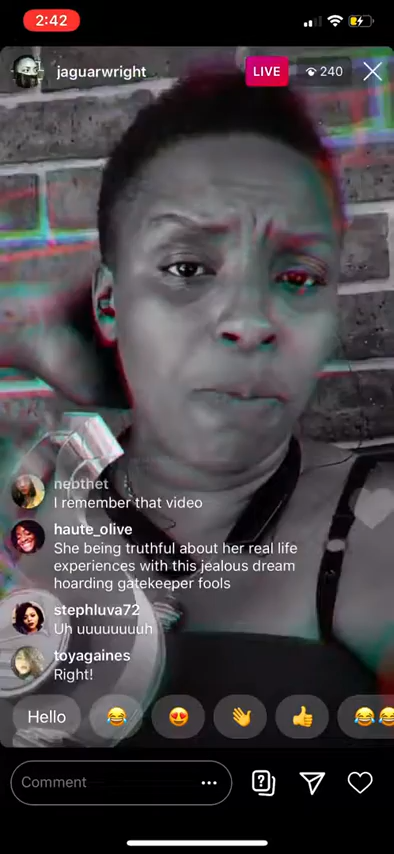 2:42
jaguarwright
LIVE
240
nepthet
I remember that video
haute_olive
She being truthful about her real life
experiences with this jealous dream
hoarding gatekeeper fools
stephluva72
Uh uuuuuuuuh
toyagaines
Right!
Hello
Comment